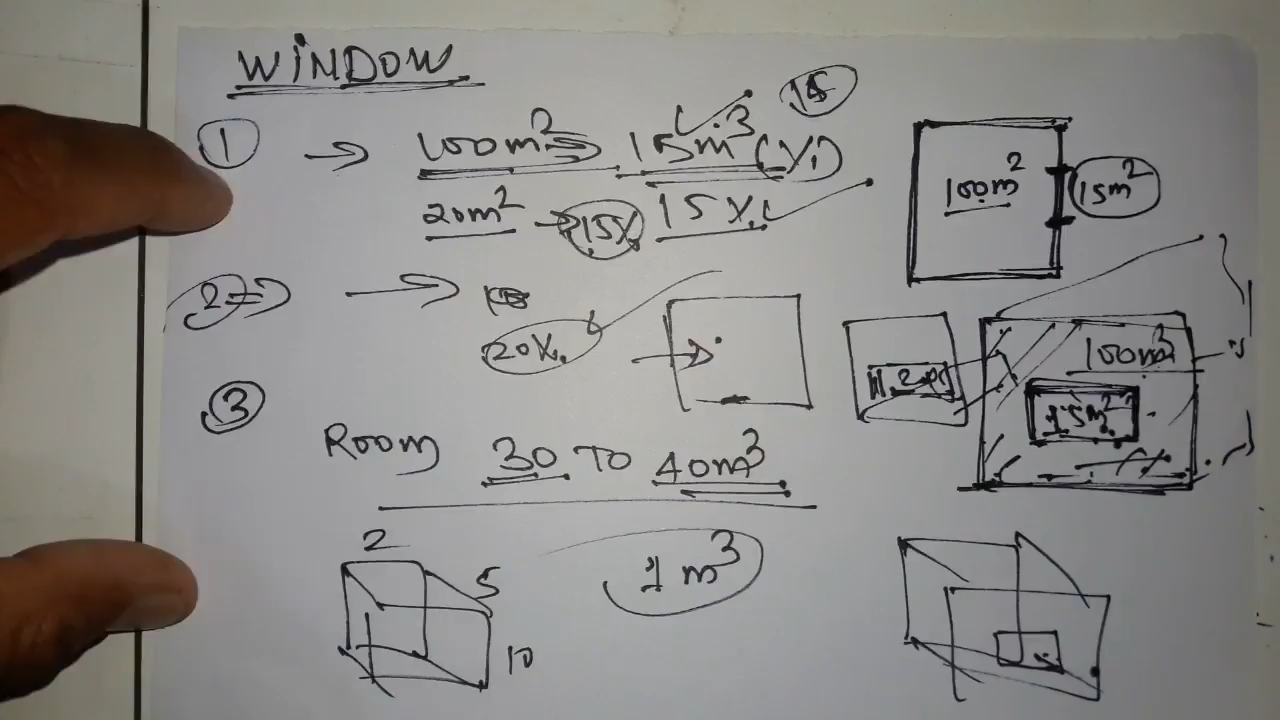 WINDOW
15
① → 100m² ⇒ 15m³ (%)
20m² → 15% 15%
100m²
15m²
2 ⇒ →
20%
100m³
15m²
③
Room 30 TO 40m³
2
5
10
1m³